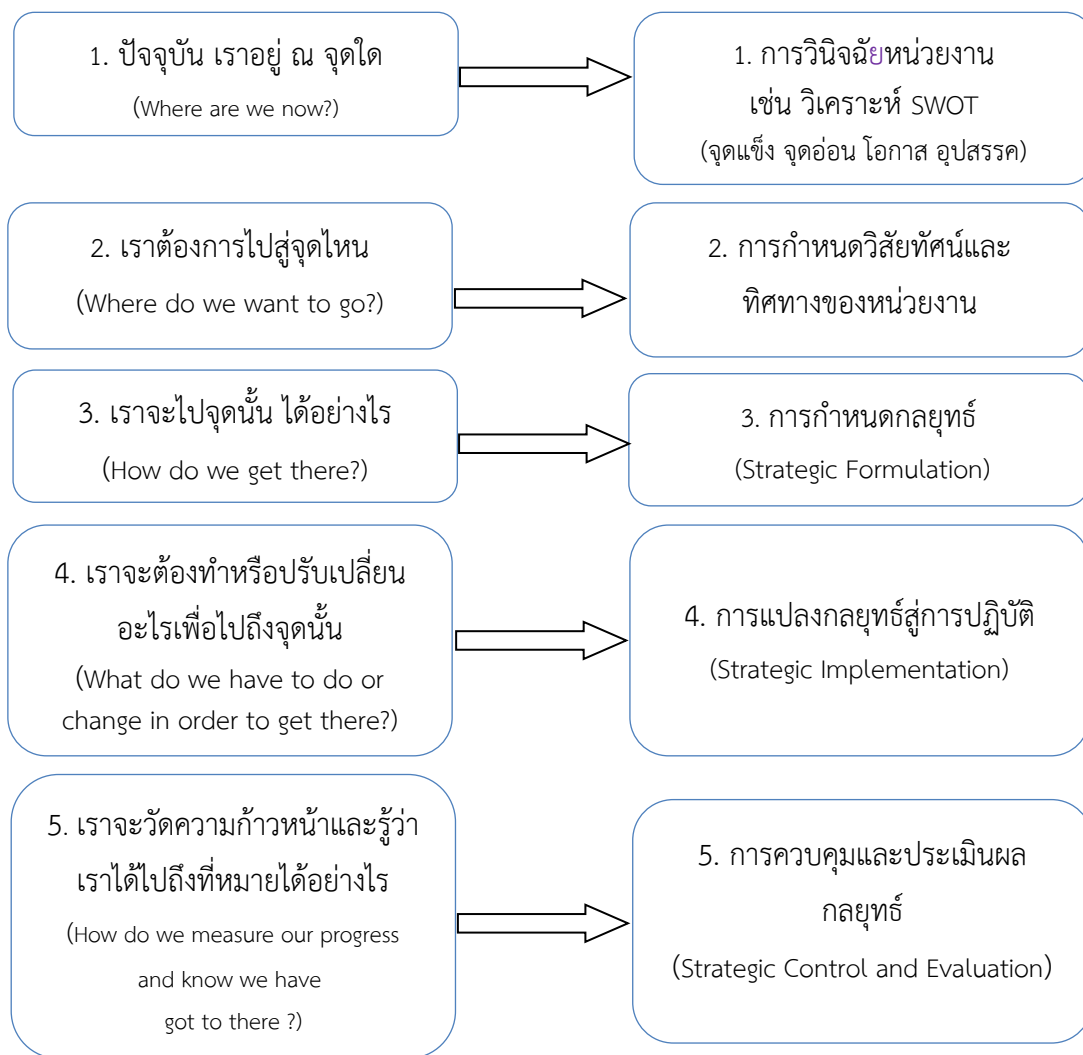 1. ปัจจุบัน เราอยู่ ณ จุดใด
(Where are we now?)
1. การวินิจฉัยหน่วยงาน
เช่น วิเคราะห์ SWOT
(จุดแข็ง จุดอ่อน โอกาส อุปสรรค)
2. เราต้องการไปสู่จุดไหน
(Where do we want to go?)
2. การกำหนดวิสัยทัศน์และ
ทิศทางของหน่วยงาน
3. เราจะไปจุดนั้น ได้อย่างไร
(How do we get there?)
3. การกำหนดกลยุทธ์
(Strategic Formulation)
4. เราจะต้องทำหรือปรับเปลี่ยน
อะไรเพื่อไปถึงจุดนั้น
(What do we have to do or
change in order to get there?)
4. การแปลงกลยุทธ์สู่การปฏิบัติ
(Strategic Implementation)
5. เราจะวัดความก้าวหน้าและรู้ว่า
เราได้ไปถึงที่หมายได้อย่างไร
(How do we measure our progress
and know we have
got to there ?)
5. การควบคุมและประเมินผล
กลยุทธ์
(Strategic Control and Evaluation)